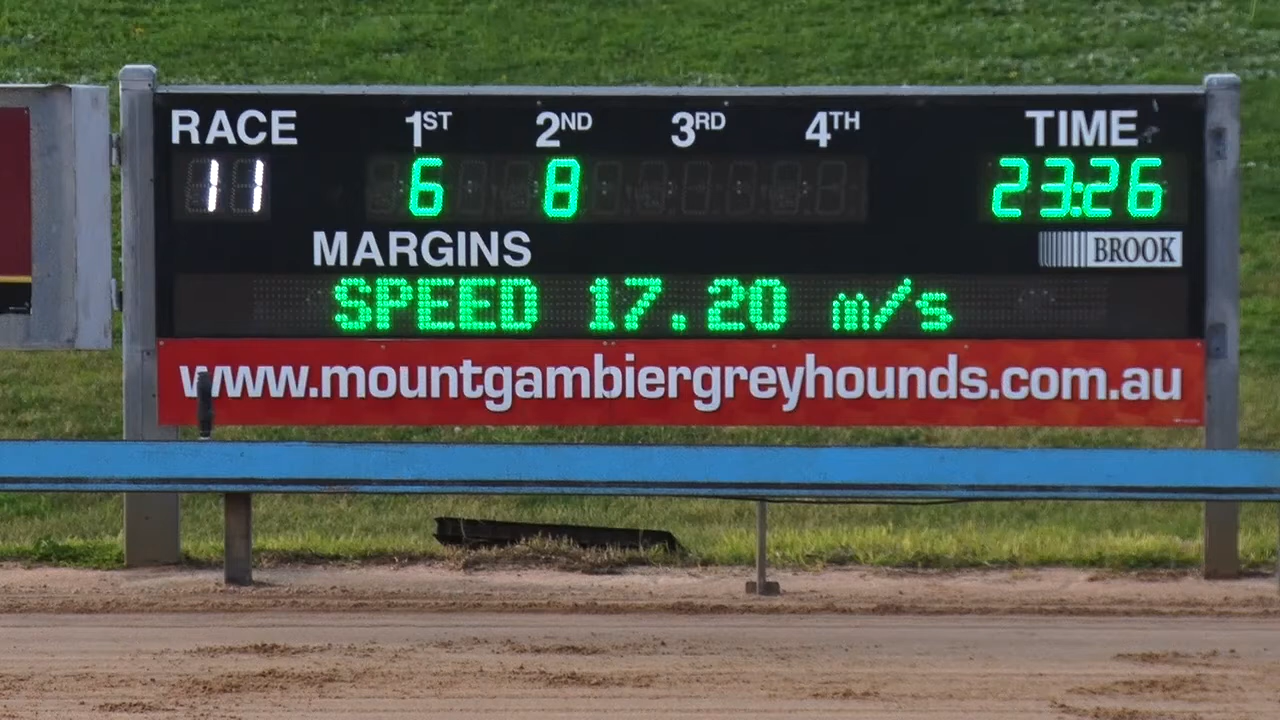 RACE 1ST 2ND 3RD 4TH TIME
11 6 8 23:26
MARGINS BROOK
SPEED 17.20 m/s
www.mountgambiergreyhounds.com.au